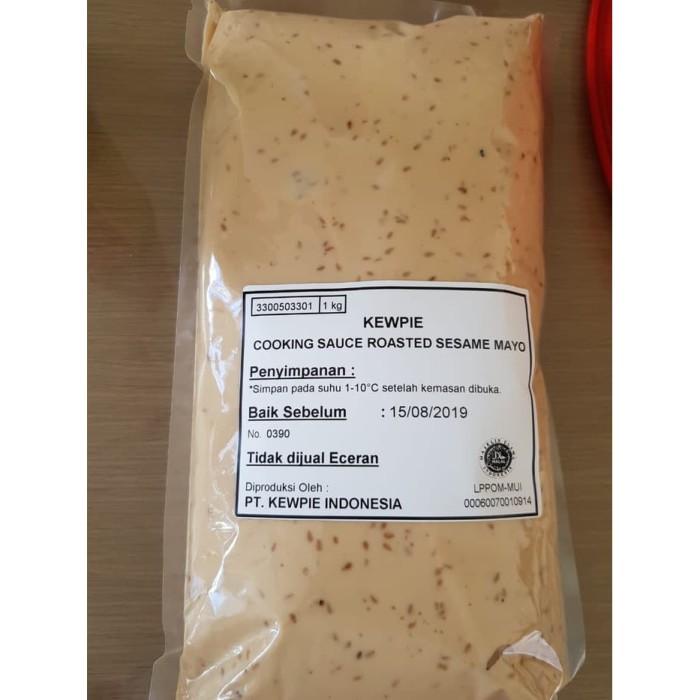 3300503301 1 kg
KEWPIE
COOKING SAUCE ROASTED SESAME MAYO
Penyimpanan :
*Simpan pada suhu 1-10°C setelah kemasan dibuka.
Baik Sebelum : 15/08/2019
No. 0390
Tidak dijual Eceran
Diproduksi Oleh :
PT. KEWPIE INDONESIA
HALAL
LPPOM-MUI
00060070010914